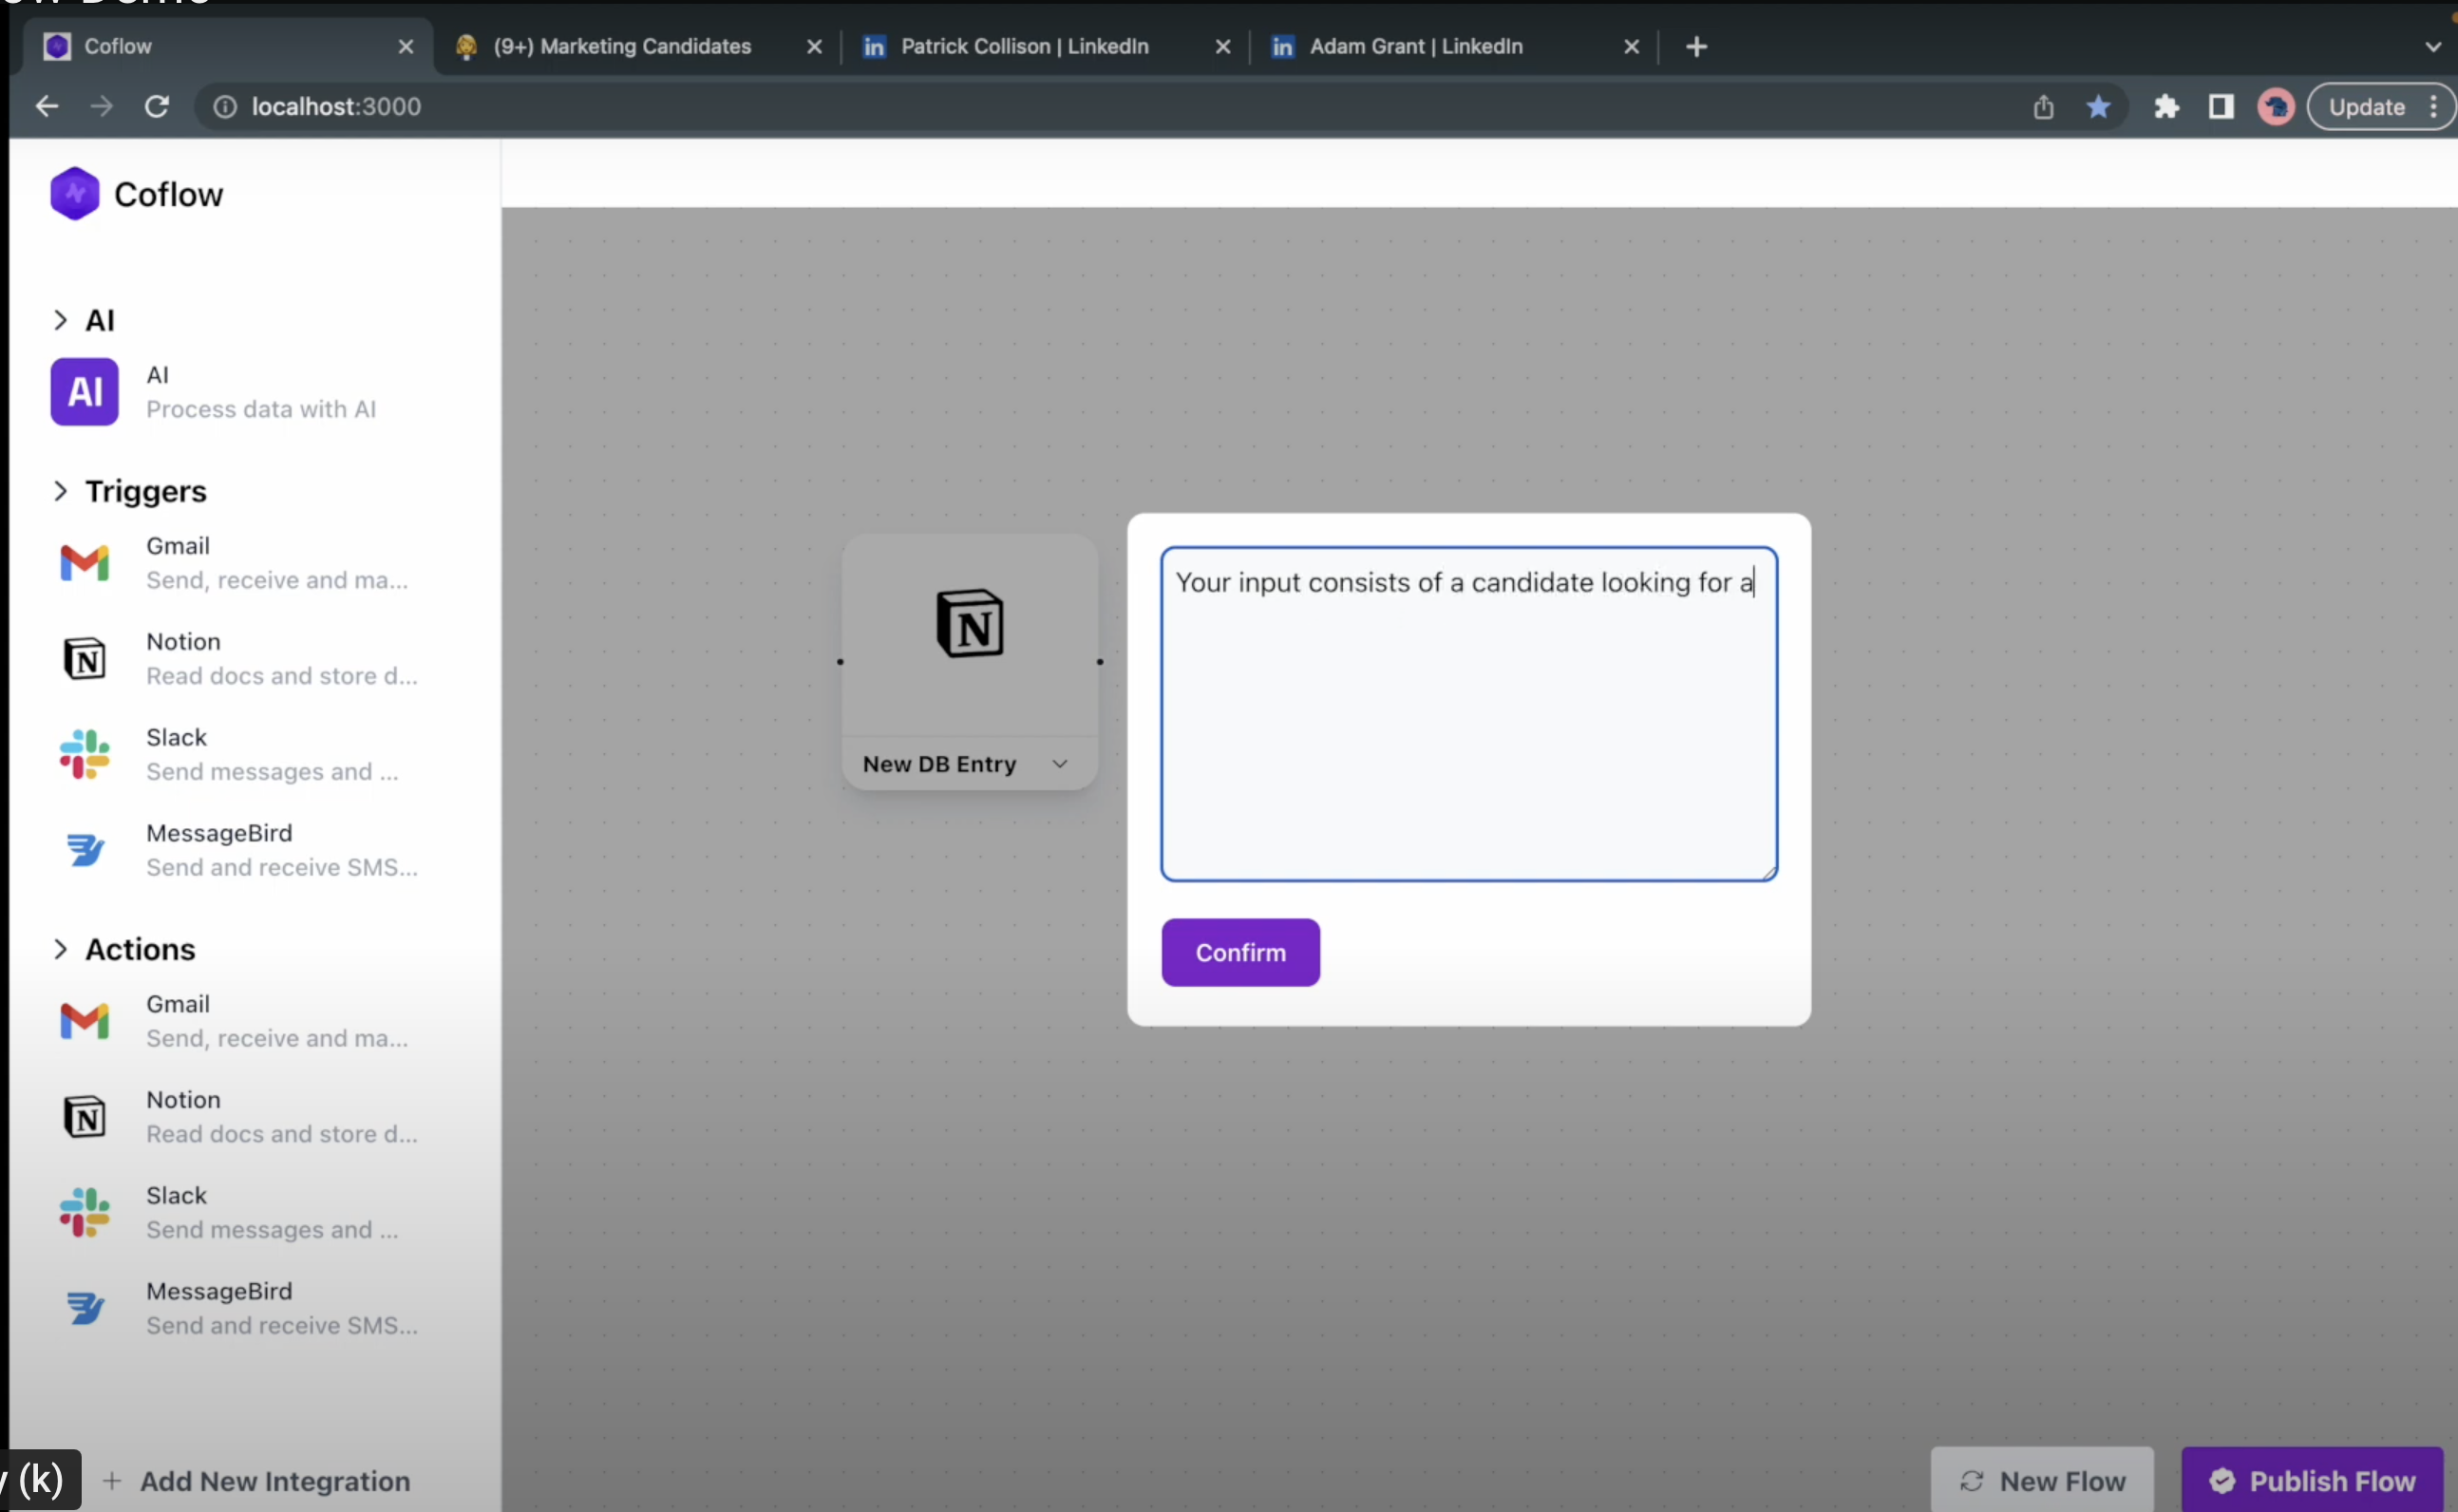 Coflow
(9+) Marketing Candidates
Patrick Collison | LinkedIn
Adam Grant | LinkedIn
localhost:3000
Update
Coflow
AI
AI
AI
Process data with AI
Triggers
Gmail
Send, receive and ma...
Notion
Read docs and store d...
Slack
Send messages and ...
MessageBird
Send and receive SMS...
Actions
Gmail
Send, receive and ma...
Notion
Read docs and store d...
Slack
Send messages and ...
MessageBird
Send and receive SMS...
(k)
Add New Integration
New DB Entry
Your input consists of a candidate looking for a
Confirm
New Flow
Publish Flow